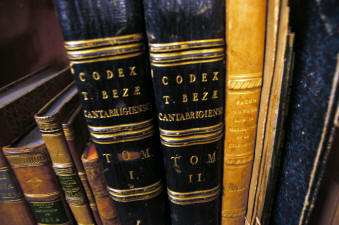 CODEX
T. BEZÆ
CANTABRIGIENSIS
TOM
I.
CODEX
T. BEZÆ
CANTABRIGIENSIS
TOM
II